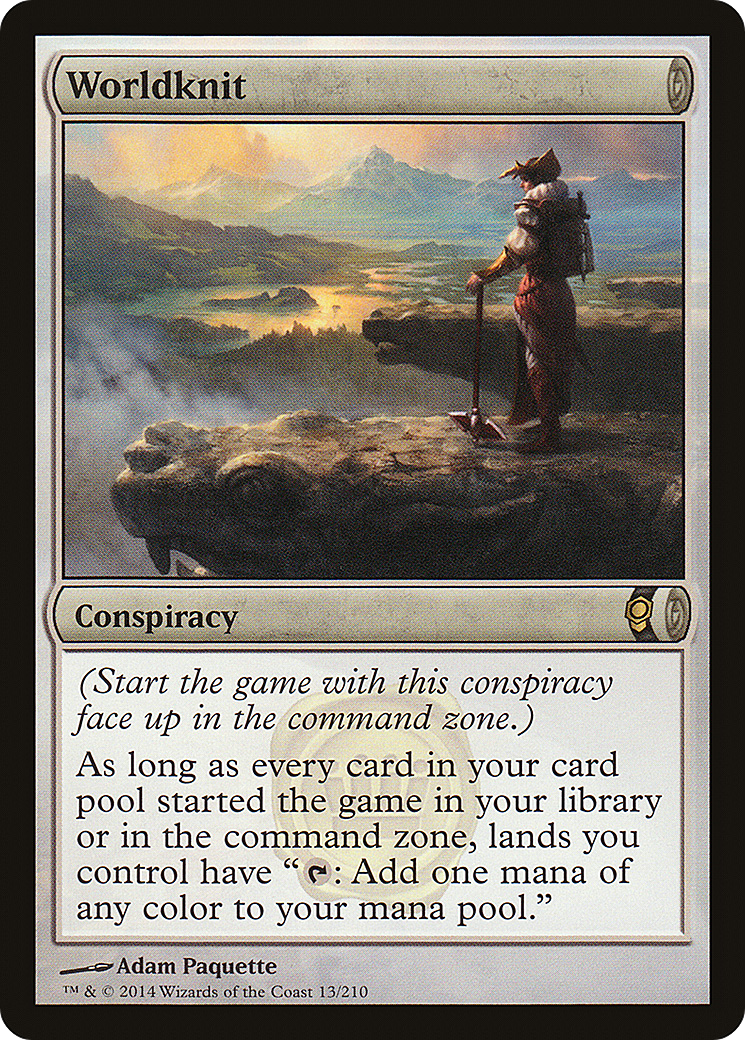 Worldknit
Conspiracy
(Start the game with this conspiracy
face up in the command zone.)
As long as every card in your card
pool started the game in your library
or in the command zone, lands you
control have “: Add one mana of
any color to your mana pool.”
Adam Paquette
™ & © 2014 Wizards of the Coast 13/210